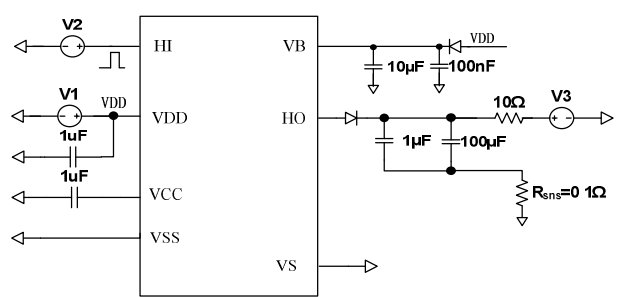 V2
HI
VB
VDD
10μF
100nF
V1
VDD
VDD
HO
10Ω
V3
1uF
1μF
100μF
1uF
VCC
Rsns=0 1Ω
VSS
VS